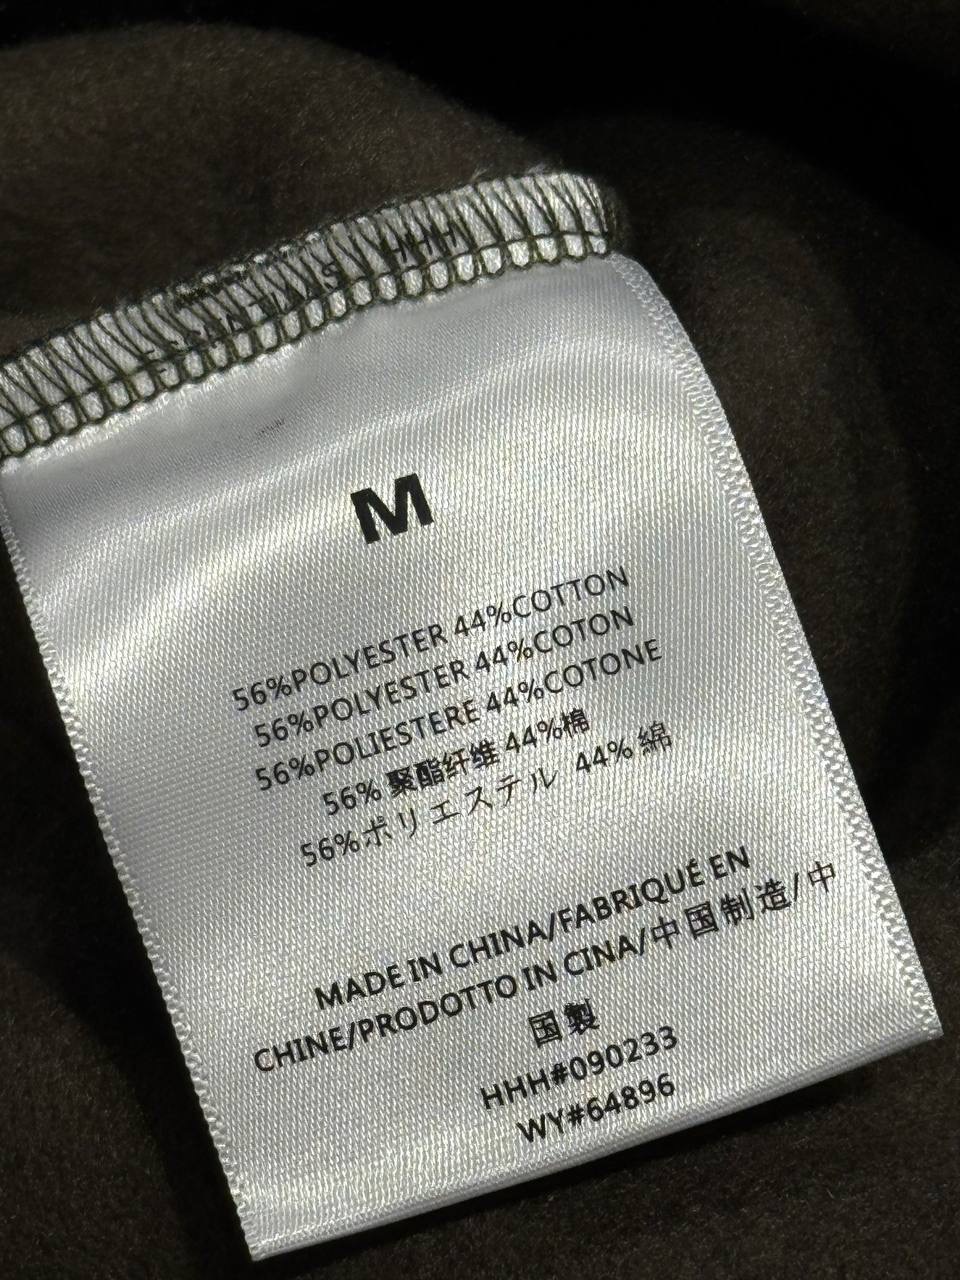 M
56%POLYESTER 44%COTTON
56%POLYESTER 44%COTON
56%POLIESTERE 44%COTONE
56% 聚酯纤维 44%棉
56%ポリエステル 44% 綿
MADE IN CHINA/FABRIQUÉ EN
CHINE/PRODOTTO IN CINA/中国制造/中
国製
HHH#090233
WY#64896